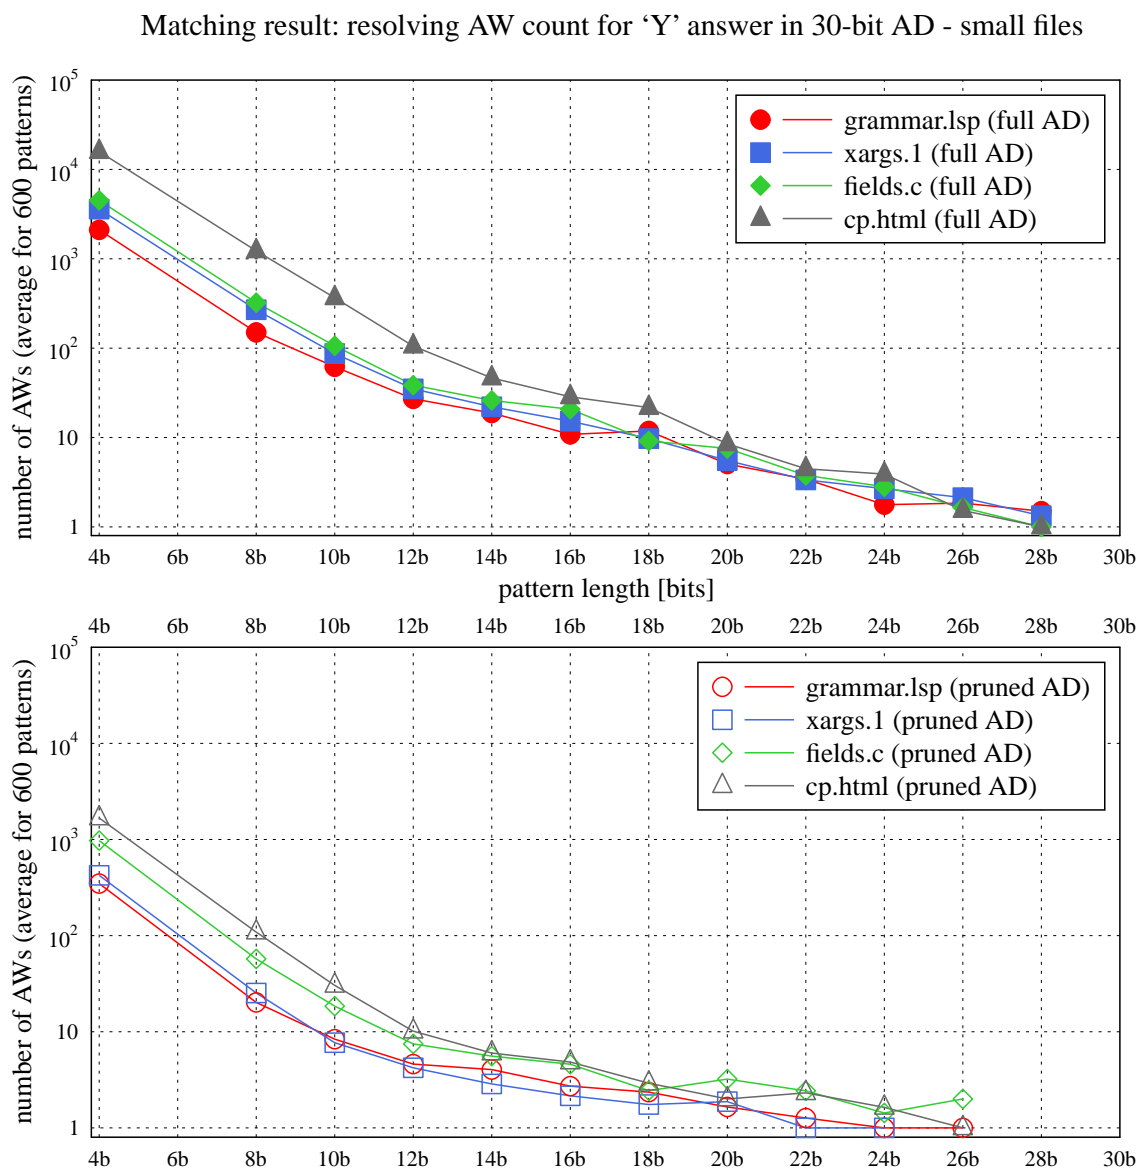 Matching result: resolving AW count for ‘Y’ answer in 30-bit AD - small files
number of AWs (average for 600 patterns)
10^5
10^4
10^3
10^2
10
1
grammar.lsp (full AD)
xargs.1 (full AD)
fields.c (full AD)
cp.html (full AD)
4b 6b 8b 10b 12b 14b 16b 18b 20b 22b 24b 26b 28b 30b
pattern length [bits]
4b 6b 8b 10b 12b 14b 16b 18b 20b 22b 24b 26b 28b 30b
number of AWs (average for 600 patterns)
10^5
10^4
10^3
10^2
10
1
grammar.lsp (pruned AD)
xargs.1 (pruned AD)
fields.c (pruned AD)
cp.html (pruned AD)
4b 6b 8b 10b 12b 14b 16b 18b 20b 22b 24b 26b 28b 30b